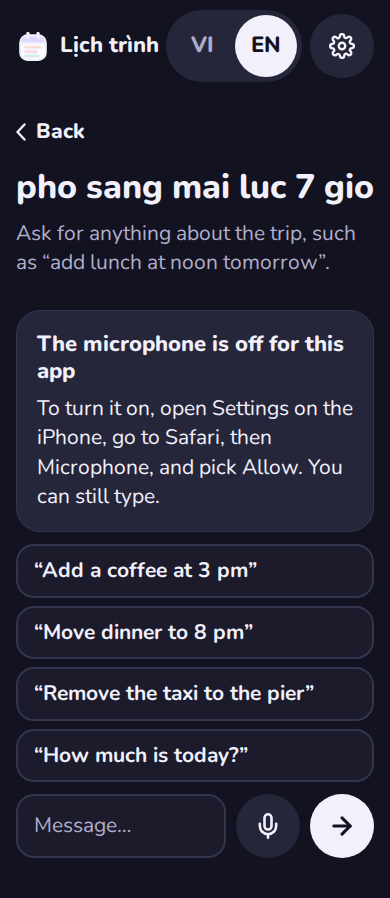 Lịch trình
VI
EN
Back
pho sang mai luc 7 gio
Ask for anything about the trip, such
as “add lunch at noon tomorrow”.
The microphone is off for this
app
To turn it on, open Settings on the
iPhone, go to Safari, then
Microphone, and pick Allow. You
can still type.
“Add a coffee at 3 pm”
“Move dinner to 8 pm”
“Remove the taxi to the pier”
“How much is today?”
Message...